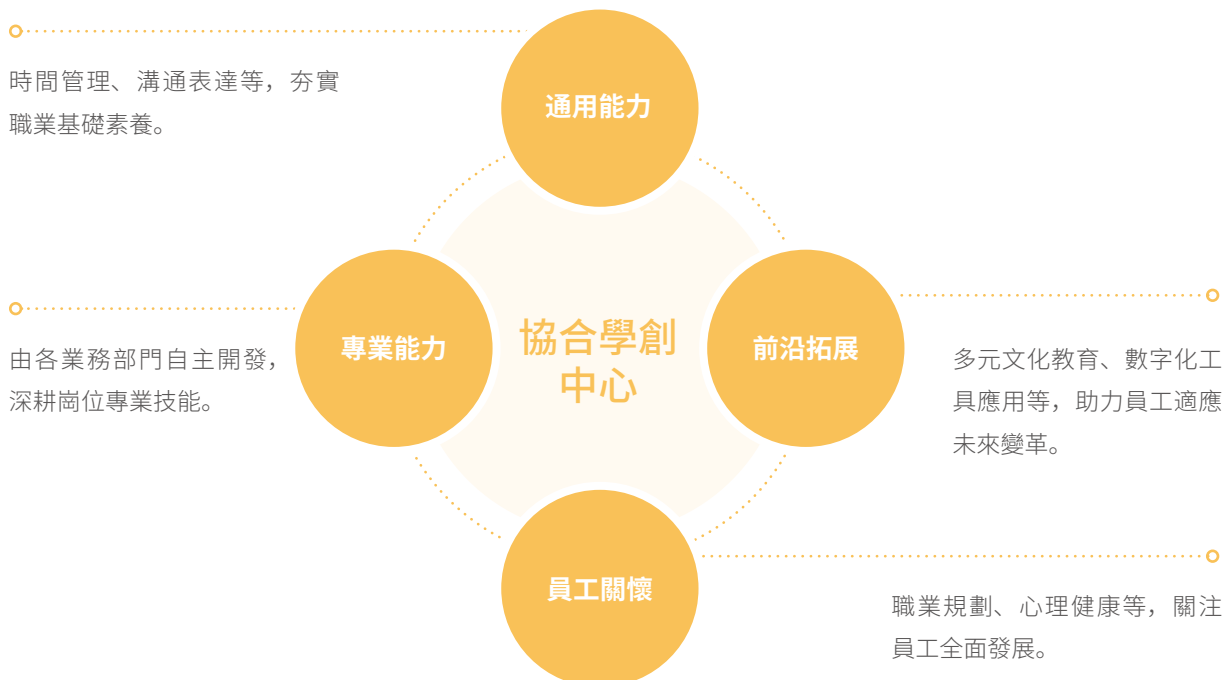 時間管理、溝通表達等，夯實
職業基礎素養。
通用能力
由各業務部門自主開發，
深耕崗位專業技能。
專業能力
協合學創
中心
前沿拓展
多元文化教育、數字化工
具應用等，助力員工適應
未來變革。
員工關懷
職業規劃、心理健康等，關注
員工全面發展。